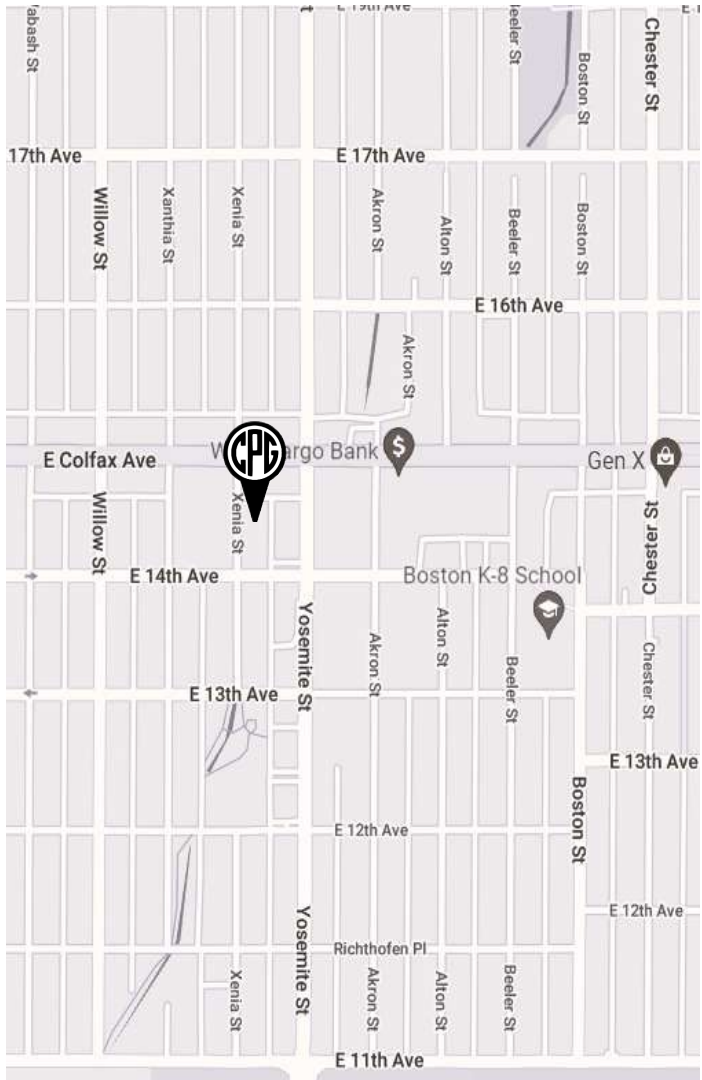 E 19th Ave
abash St
eeler St
Boston St
Chester St
17th Ave
E 17th Ave
Willow St
Xanthia St
Xenia St
Akron St
Alton St
Beeler St
Boston St
E 16th Ave
Akron St
CPG
argo Bank
$
E Colfax Ave
Gen X
Willow St
Xenia St
Chester St
E 14th Ave
Boston K-8 School
Yosemite St
Akron St
Alton St
Beeler St
Chester St
E 13th Ave
E 13th Ave
Boston St
E 12th Ave
E 12th Ave
Yosemite St
Richthofen Pl
Xenia St
Akron St
Alton St
Beeler St
E 11th Ave